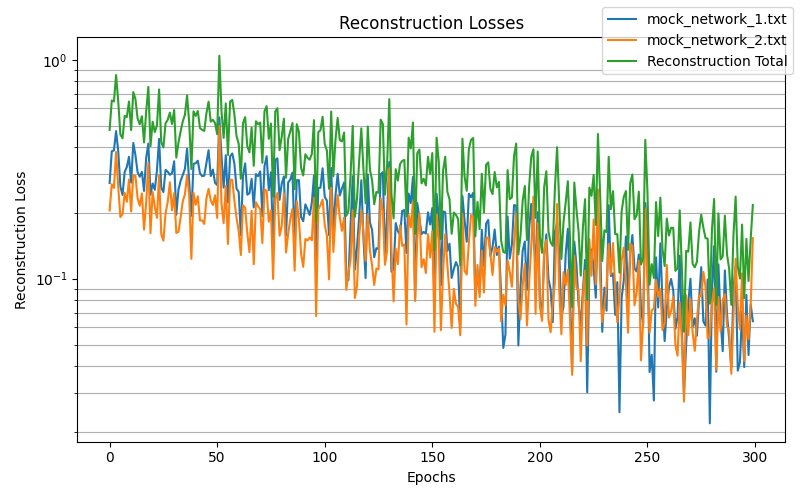 Reconstruction Losses
mock_network_1.txt
mock_network_2.txt
Reconstruction Total
Reconstruction Loss
10⁰
10⁻¹
0 50 100 150 200 250 300
Epochs